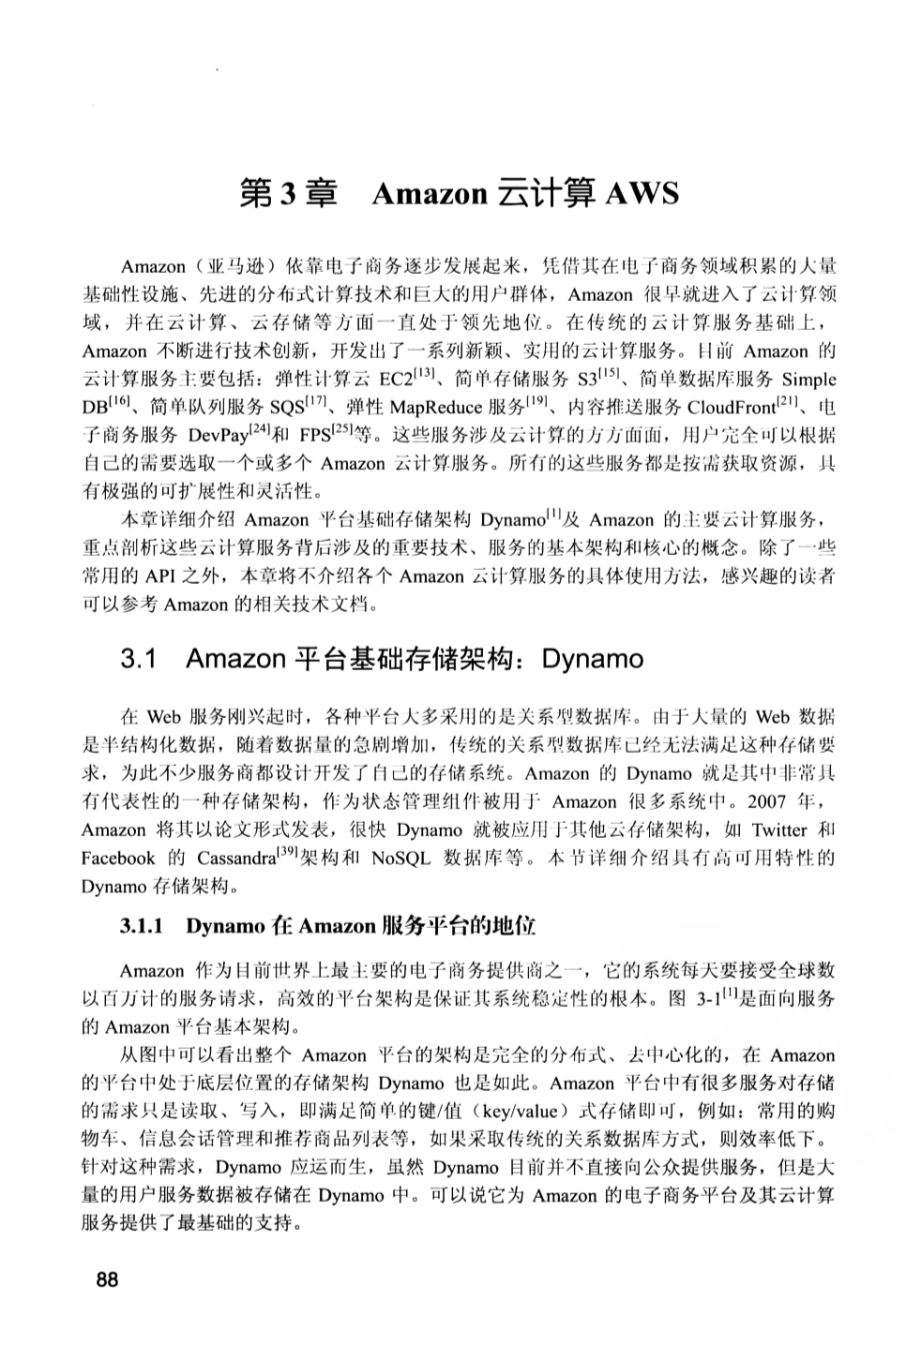 第 3 章 Amazon 云计算 AWS
Amazon（亚马逊）依靠电子商务逐步发展起来，凭借其在电子商务领域积累的大量
基础性设施、先进的分布式计算技术和巨大的用户群体，Amazon 很早就进入了云计算领
域，并在云计算、云存储等方面一直处于领先地位。在传统的云计算服务基础上，
Amazon 不断进行技术创新，开发出了一系列新颖、实用的云计算服务。目前 Amazon 的
云计算服务主要包括：弹性计算云 EC2[13]、简单存储服务 S3[15]、简单数据库服务 Simple
DB[16]、简单队列服务 SQS[17]、弹性 MapReduce 服务[19]、内容推送服务 CloudFront[21]、电
子商务服务 DevPay[24]和 FPS[25]等。这些服务涉及云计算的方方面面，用户完全可以根据
自己的需要选取一个或多个 Amazon 云计算服务。所有的这些服务都是按需获取资源，具
有极强的可扩展性和灵活性。
本章详细介绍 Amazon 平台基础存储架构 Dynamo[1]及 Amazon 的主要云计算服务，
重点剖析这些云计算服务背后涉及的重要技术、服务的基本架构和核心的概念。除了一些
常用的 API 之外，本章将不介绍各个 Amazon 云计算服务的具体使用方法，感兴趣的读者
可以参考 Amazon 的相关技术文档。
3.1 Amazon 平台基础存储架构：Dynamo
在 Web 服务刚兴起时，各种平台大多采用的是关系型数据库。由于大量的 Web 数据
是半结构化数据，随着数据量的急剧增加，传统的关系型数据库已经无法满足这种存储要
求，为此不少服务商都设计开发了自己的存储系统。Amazon 的 Dynamo 就是其中非常具
有代表性的一种存储架构，作为状态管理组件被用于 Amazon 很多系统中。2007 年，
Amazon 将其以论文形式发表，很快 Dynamo 就被应用于其他云存储架构，如 Twitter 和
Facebook 的 Cassandra[39]架构和 NoSQL 数据库等。本节详细介绍具有高可用特性的
Dynamo 存储架构。
3.1.1 Dynamo 在 Amazon 服务平台的地位
Amazon 作为目前世界上最主要的电子商务提供商之一，它的系统每天要接受全球数
以百万计的服务请求，高效的平台架构是保证其系统稳定性的根本。图 3-1[1]是面向服务
的 Amazon 平台基本架构。
从图中可以看出整个 Amazon 平台的架构是完全的分布式、去中心化的，在 Amazon
的平台中处于底层位置的存储架构 Dynamo 也是如此。Amazon 平台中有很多服务对存储
的需求只是读取、写入，即满足简单的键/值（key/value）式存储即可，例如：常用的购
物车、信息会话管理和推荐商品列表等，如果采取传统的关系数据库方式，则效率低下。
针对这种需求，Dynamo 应运而生，虽然 Dynamo 目前并不直接向公众提供服务，但是大
量的用户服务数据被存储在 Dynamo 中。可以说它为 Amazon 的电子商务平台及其云计算
服务提供了最基础的支持。
88